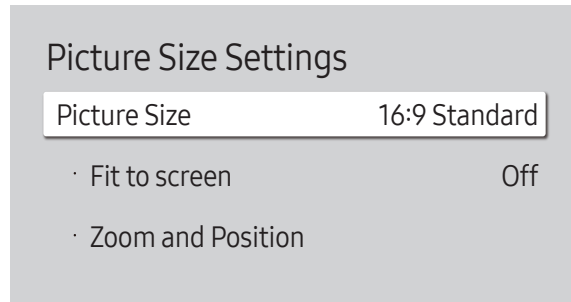 Picture Size Settings
Picture Size 16:9 Standard
· Fit to screen Off
· Zoom and Position